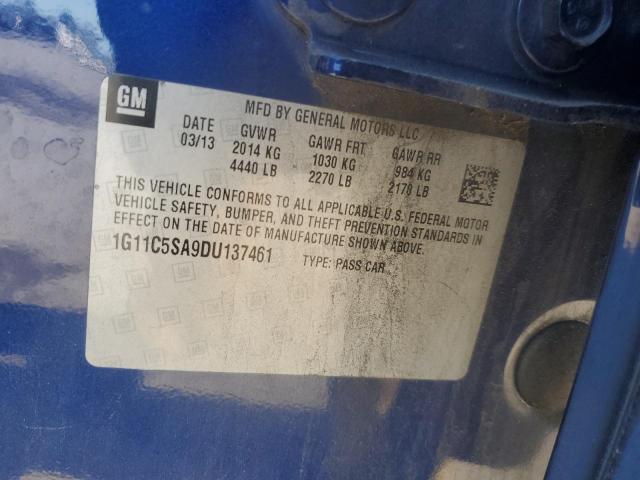 GM
MFD BY GENERAL MOTORS LLC
DATE GVWR GAWR FRT GAWR RR
03/13 2014 KG 1030 KG 984 KG
4440 LB 2270 LB 2170 LB
THIS VEHICLE CONFORMS TO ALL APPLICABLE U.S. FEDERAL MOTOR
VEHICLE SAFETY, BUMPER, AND THEFT PREVENTION STANDARDS IN
EFFECT ON THE DATE OF MANUFACTURE SHOWN ABOVE.
1G11C5SA9DU137461 TYPE: PASS CAR